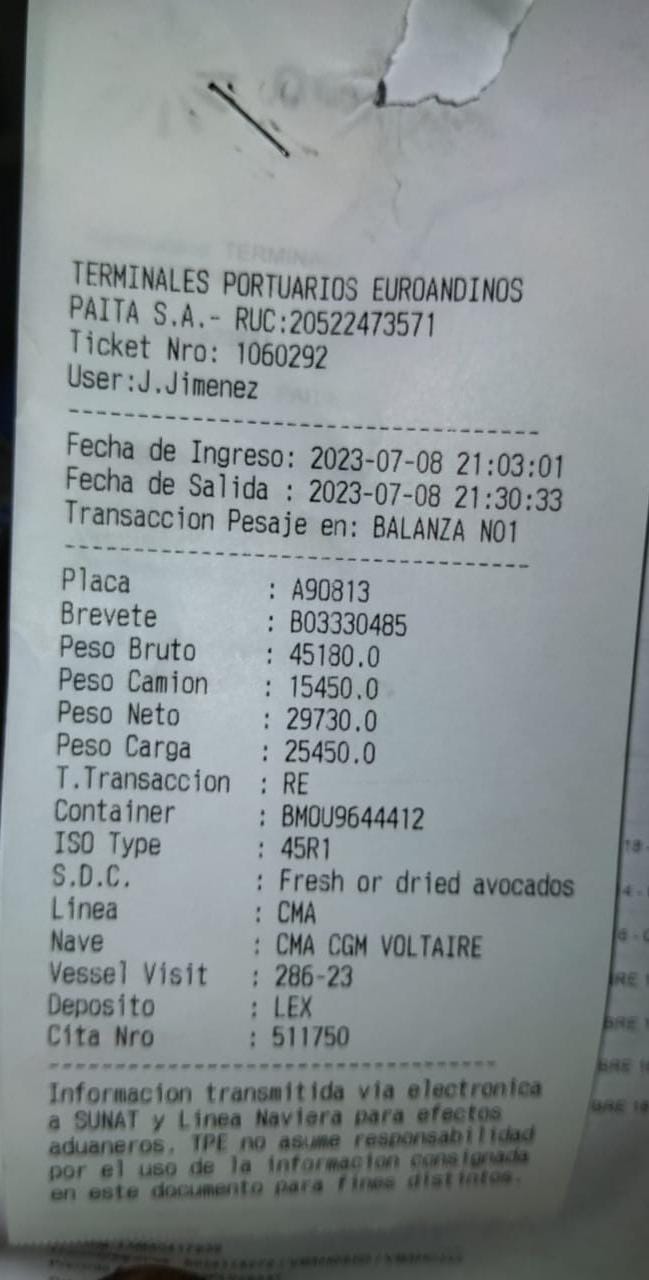 TERMINALES PORTUARIOS EUROANDINOS
PAITA S.A.- RUC:20522473571
Ticket Nro: 1060292
User:J.Jimenez
--------------------------------------------
Fecha de Ingreso: 2023-07-08 21:03:01
Fecha de Salida : 2023-07-08 21:30:33
Transaccion Pesaje en: BALANZA NO1
--------------------------------------------
Placa : A90813
Brevete : B03330485
Peso Bruto : 45180.0
Peso Camion : 15450.0
Peso Neto : 29730.0
Peso Carga : 25450.0
T.Transaccion : RE
Container : BMOU9644412
ISO Type : 45R1
S.D.C. : Fresh or dried avocados
Linea : CMA
Nave : CMA CGM VOLTAIRE
Vessel Visit : 286-23
Deposito : LEX
Cita Nro : 511750
--------------------------------------------
Informacion transmitida via electronica
a SUNAT y Linea Naviera para efectos
aduaneros. TPE no asume responsabilidad
por el uso de la informacion consignada
en este documento para fines distintos.